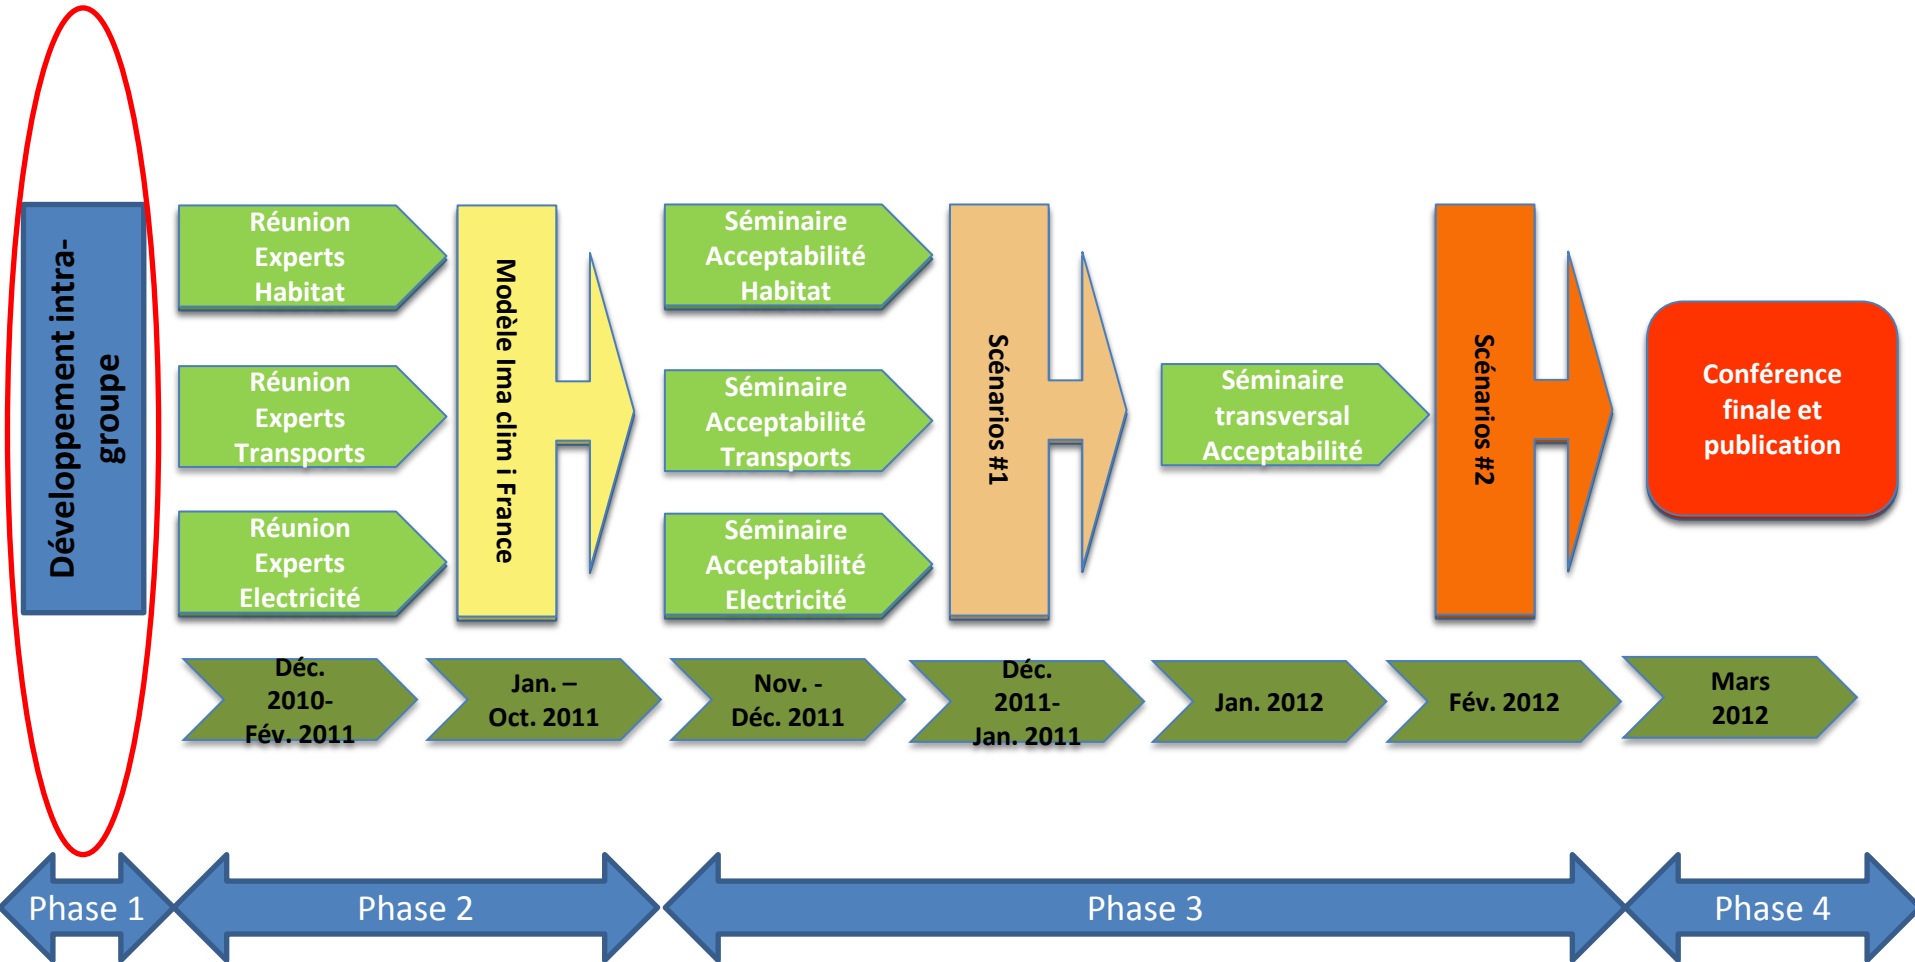 Développement intra-
groupe
Réunion
Experts
Habitat
Réunion
Experts
Transports
Réunion
Experts
Electricité
Modèle Ima clim i France
Séminaire
Acceptabilité
Habitat
Séminaire
Acceptabilité
Transports
Séminaire
Acceptabilité
Electricité
Scénarios #1
Séminaire
transversal
Acceptabilité
Scénarios #2
Conférence
finale et
publication
Déc.
2010-
Fév. 2011
Jan. –
Oct. 2011
Nov. -
Déc. 2011
Déc.
2011-
Jan. 2011
Jan. 2012
Fév. 2012
Mars
2012
Phase 1
Phase 2
Phase 3
Phase 4